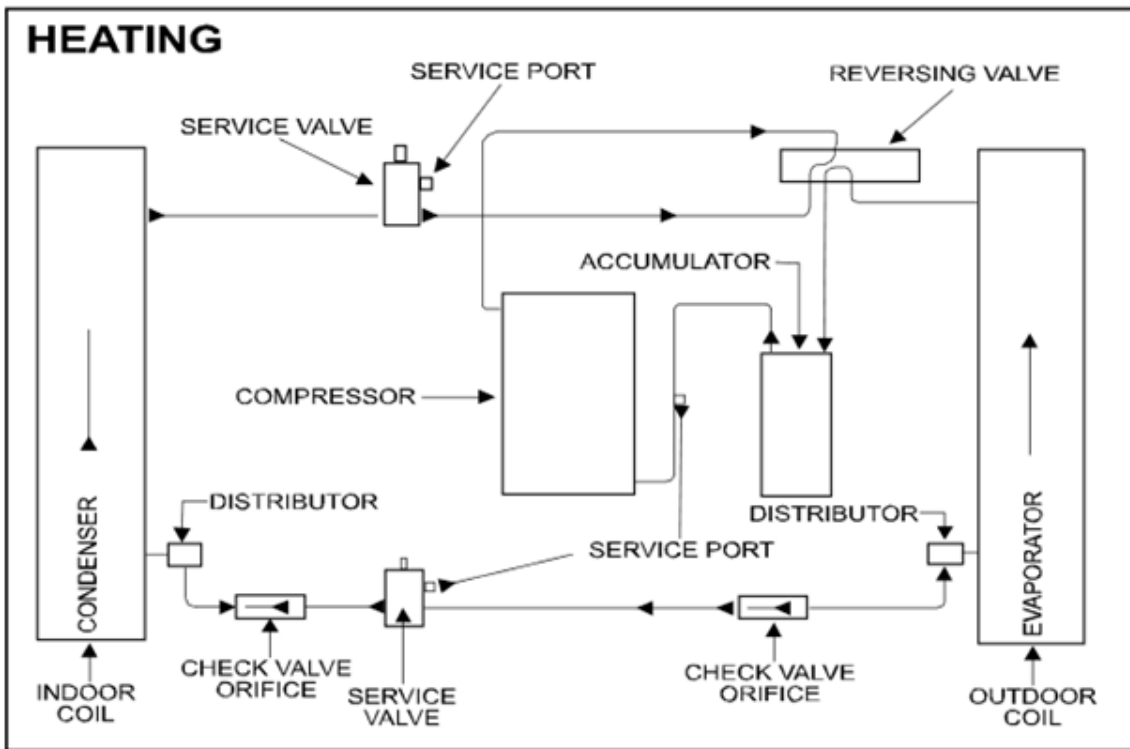 HEATING
SERVICE PORT
REVERSING VALVE
SERVICE VALVE
ACCUMULATOR
COMPRESSOR
CONDENSER
DISTRIBUTOR
DISTRIBUTOR
EVAPORATOR
SERVICE PORT
CHECK VALVE
ORIFICE
CHECK VALVE
ORIFICE
INDOOR
COIL
SERVICE
VALVE
OUTDOOR
COIL